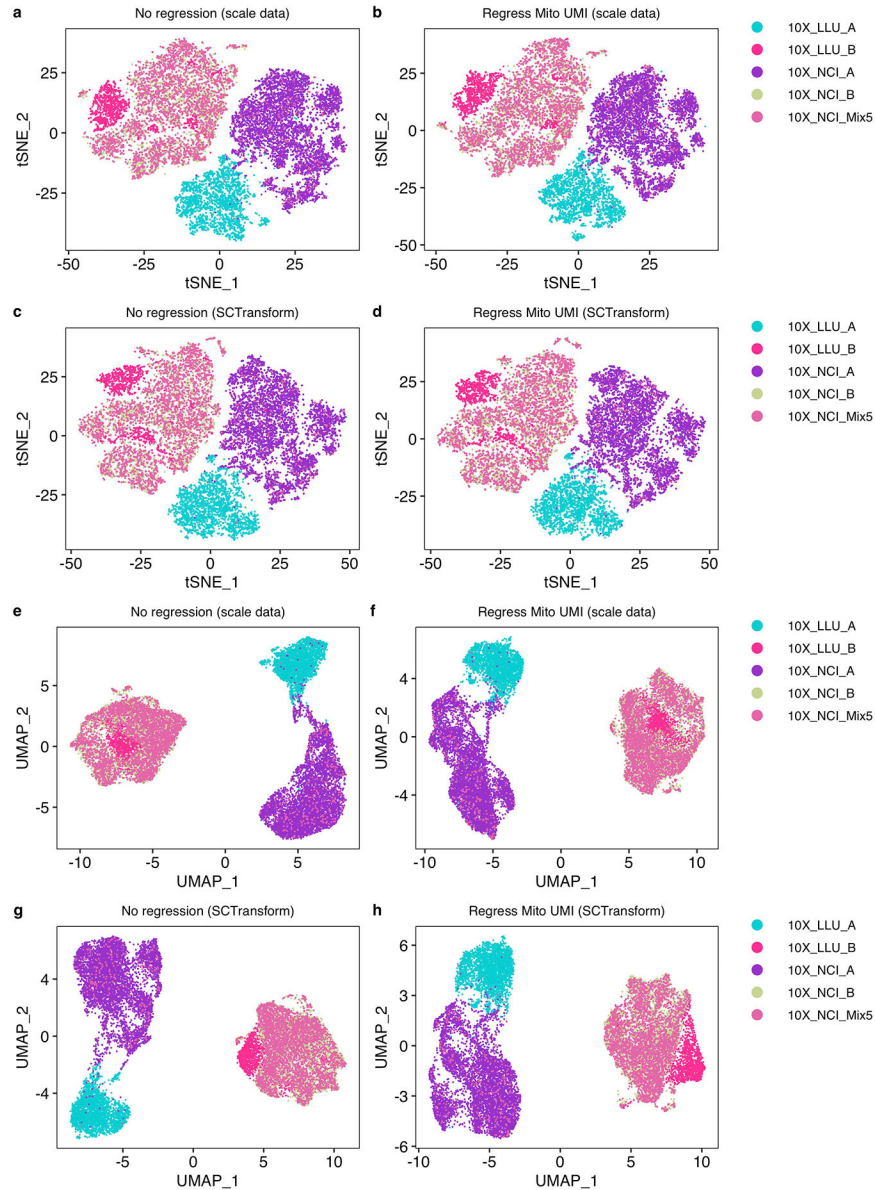 a No regression (scale data) b Regress Mito UMI (scale data)
10X_LLU_A
10X_LLU_B
10X_NCI_A
10X_NCI_B
10X_NCI_Mix5
tSNE_2
25
0
-25
-50 -25 0 25
tSNE_1
tSNE_2
25
0
-25
-50
-50 -25 0 25
tSNE_1
c No regression (SCTransform) d Regress Mito UMI (SCTransform)
10X_LLU_A
10X_LLU_B
10X_NCI_A
10X_NCI_B
10X_NCI_Mix5
tSNE_2
25
0
-25
-50 -25 0 25 50
tSNE_1
tSNE_2
25
0
-25
-50
-50 -25 0 25 50
tSNE_1
e No regression (scale data) f Regress Mito UMI (scale data)
10X_LLU_A
10X_LLU_B
10X_NCI_A
10X_NCI_B
10X_NCI_Mix5
UMAP_2
5
0
-5
-10 -5 0 5
UMAP_1
UMAP_2
4
0
-4
-10 -5 0 5 10
UMAP_1
g No regression (SCTransform) h Regress Mito UMI (SCTransform)
10X_LLU_A
10X_LLU_B
10X_NCI_A
10X_NCI_B
10X_NCI_Mix5
UMAP_2
4
0
-4
-5 0 5 10
UMAP_1
UMAP_2
6
3
0
-3
-6
-10 -5 0 5 10
UMAP_1